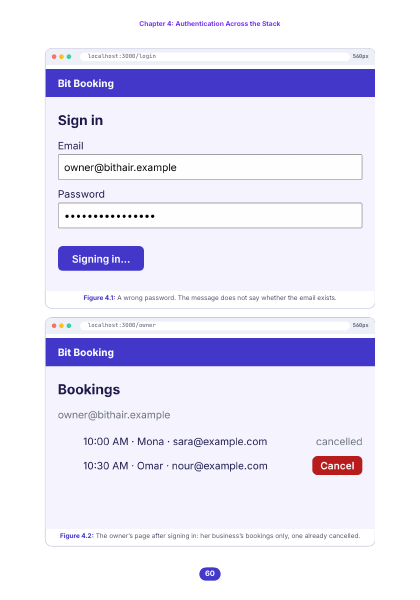 Chapter 4: Authentication Across the Stack
localhost:3000/login 560px
Bit Booking
Sign in
Email
owner@bithair.example
Password
••••••••••••••••
Signing in...
Figure 4.1: A wrong password. The message does not say whether the email exists.
localhost:3000/owner 560px
Bit Booking
Bookings
owner@bithair.example
10:00 AM · Mona · sara@example.com cancelled
10:30 AM · Omar · nour@example.com Cancel
Figure 4.2: The owner's page after signing in: her business's bookings only, one already cancelled.
60